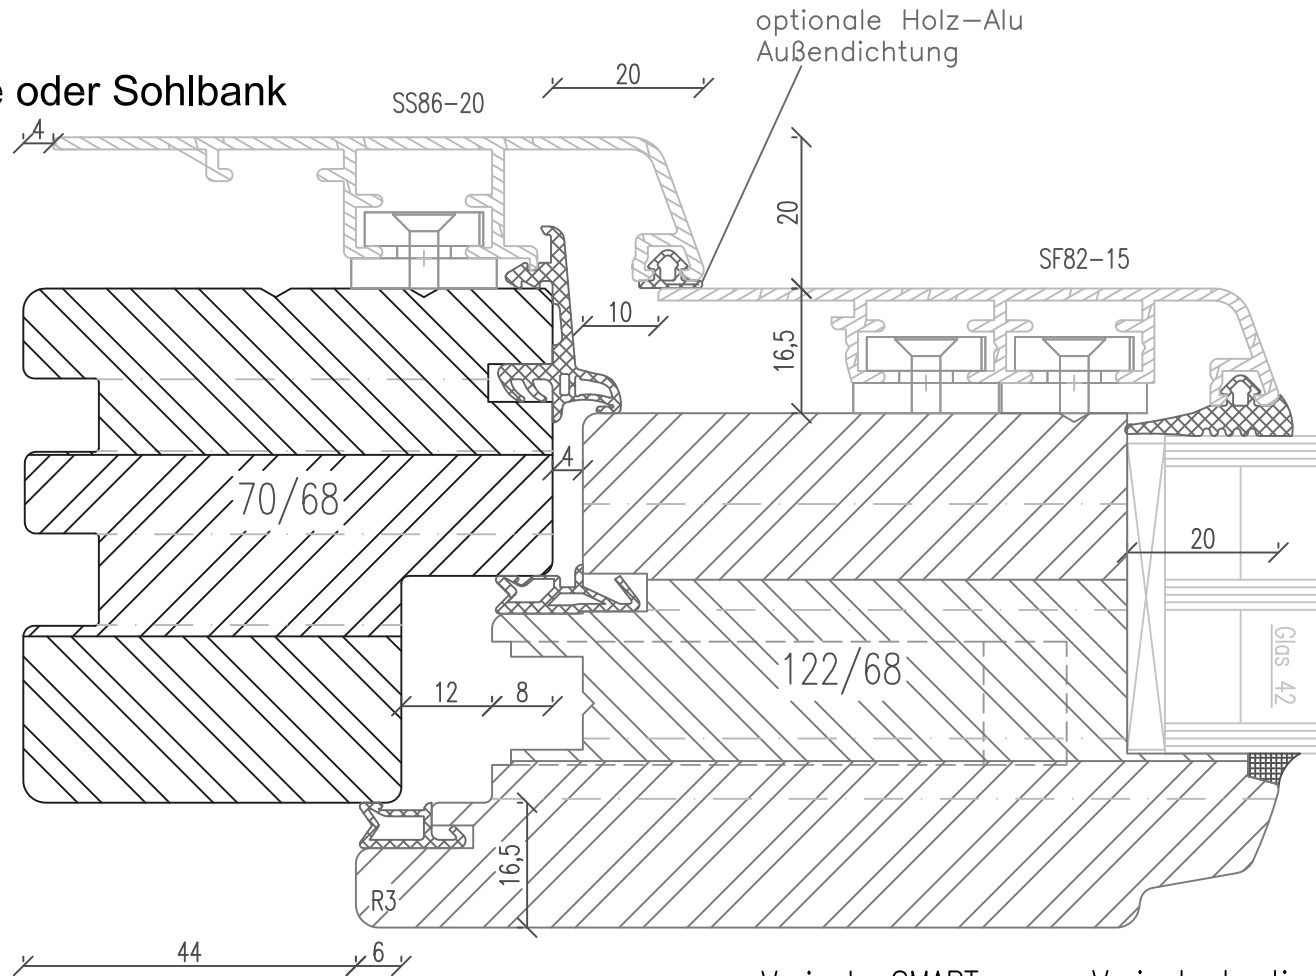 optionale Holz-Alu
Außendichtung
oder Sohlbank
SS86-20
20
4
20
SF82-15
10
16,5
4
70/68
20
122/68
Glas 42
12
8
16,5
R3
44
6